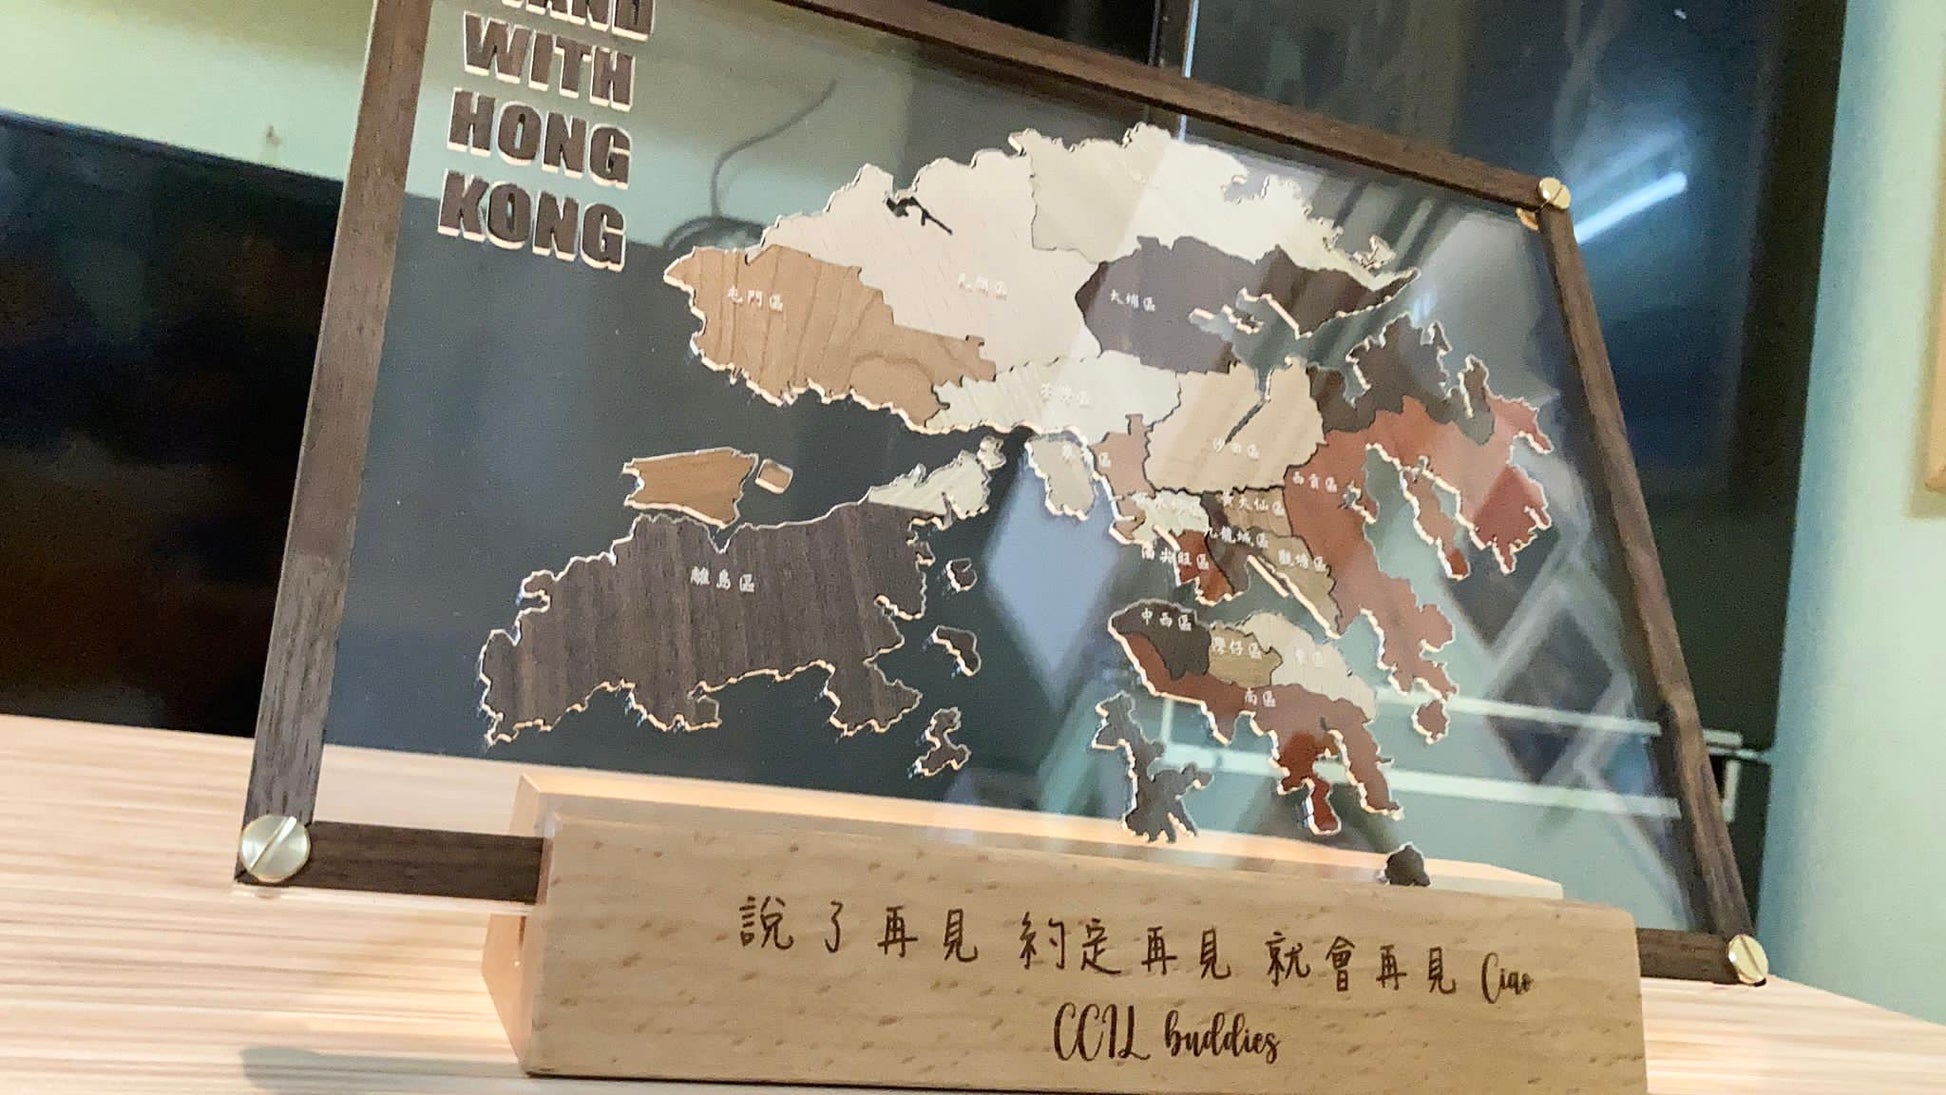 WITH
HONG
KONG
屯門區
元朗區
大埔區
荃灣區
沙田區
西貢區
黃大仙區
九龍城區
油尖旺區
觀塘區
離島區
中西區
灣仔區
東區
南區
說了再見 約定再見 就會再見 Ciao
CCIL buddies